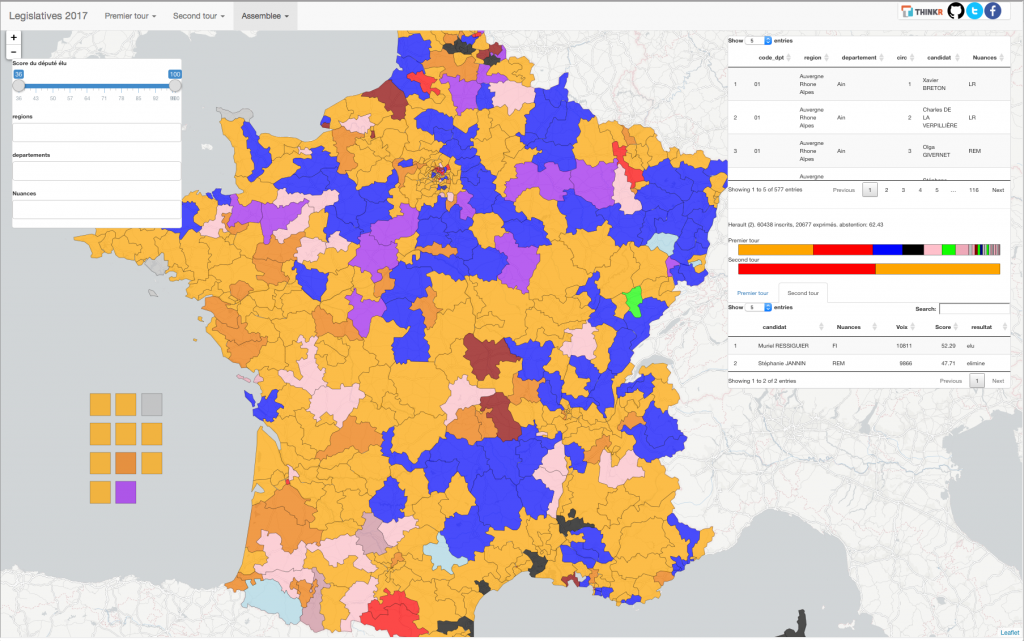 Legislatives 2017 Premier tour Second tour Assemblee
THINKR
+
−
Score du député élu
36 100
36 43 50 57 64 71 78 85 92
regions
departements
Nuances
Show 5 entries
code_dpt region departement circ candidat Nuances
1 01 Auvergne Rhone Alpes Ain 1 Xavier BRETON LR
2 01 Auvergne Rhone Alpes Ain 2 Charles DE LA VERPILLIÈRE LR
3 01 Auvergne Rhone Alpes Ain 3 Olga GIVERNET REM
Auvergne
Showing 1 to 5 of 577 entries Previous 1 2 3 4 5 ... 116 Next
Herault (2), 60438 inscrits, 20677 exprimés, abstention: 62.43
Premier tour
Second tour
Premier tour Second tour
Show 5 entries
Search:
candidat Nuances Voix Score resultat
1 Muriel RESSIGUIER FI 10811 52.29 elu
2 Stéphanie JANNIN REM 9866 47.71 elimine
Showing 1 to 2 of 2 entries Previous 1 Next
Leaflet